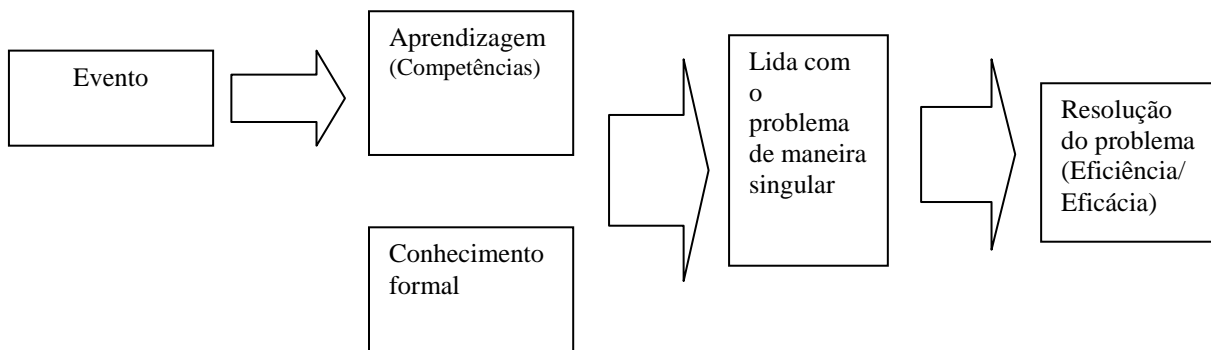 Evento
Aprendizagem
(Competências)
Conhecimento
formal
Lida com
o
problema
de maneira
singular
Resolução
do problema
(Eficiência/
Eficácia)